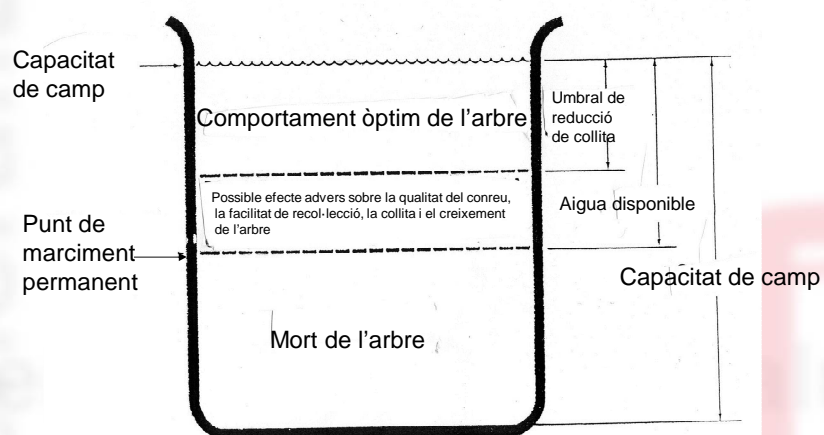 Capacitat
de camp
Comportament òptim de l'arbre
Umbral de
reducció
de collita
Possible efecte advers sobre la qualitat del conreu,
la facilitat de recol·lecció, la collita i el creixement
de l'arbre
Aigua disponible
Punt de
marciment
permanent
Capacitat de camp
Mort de l'arbre